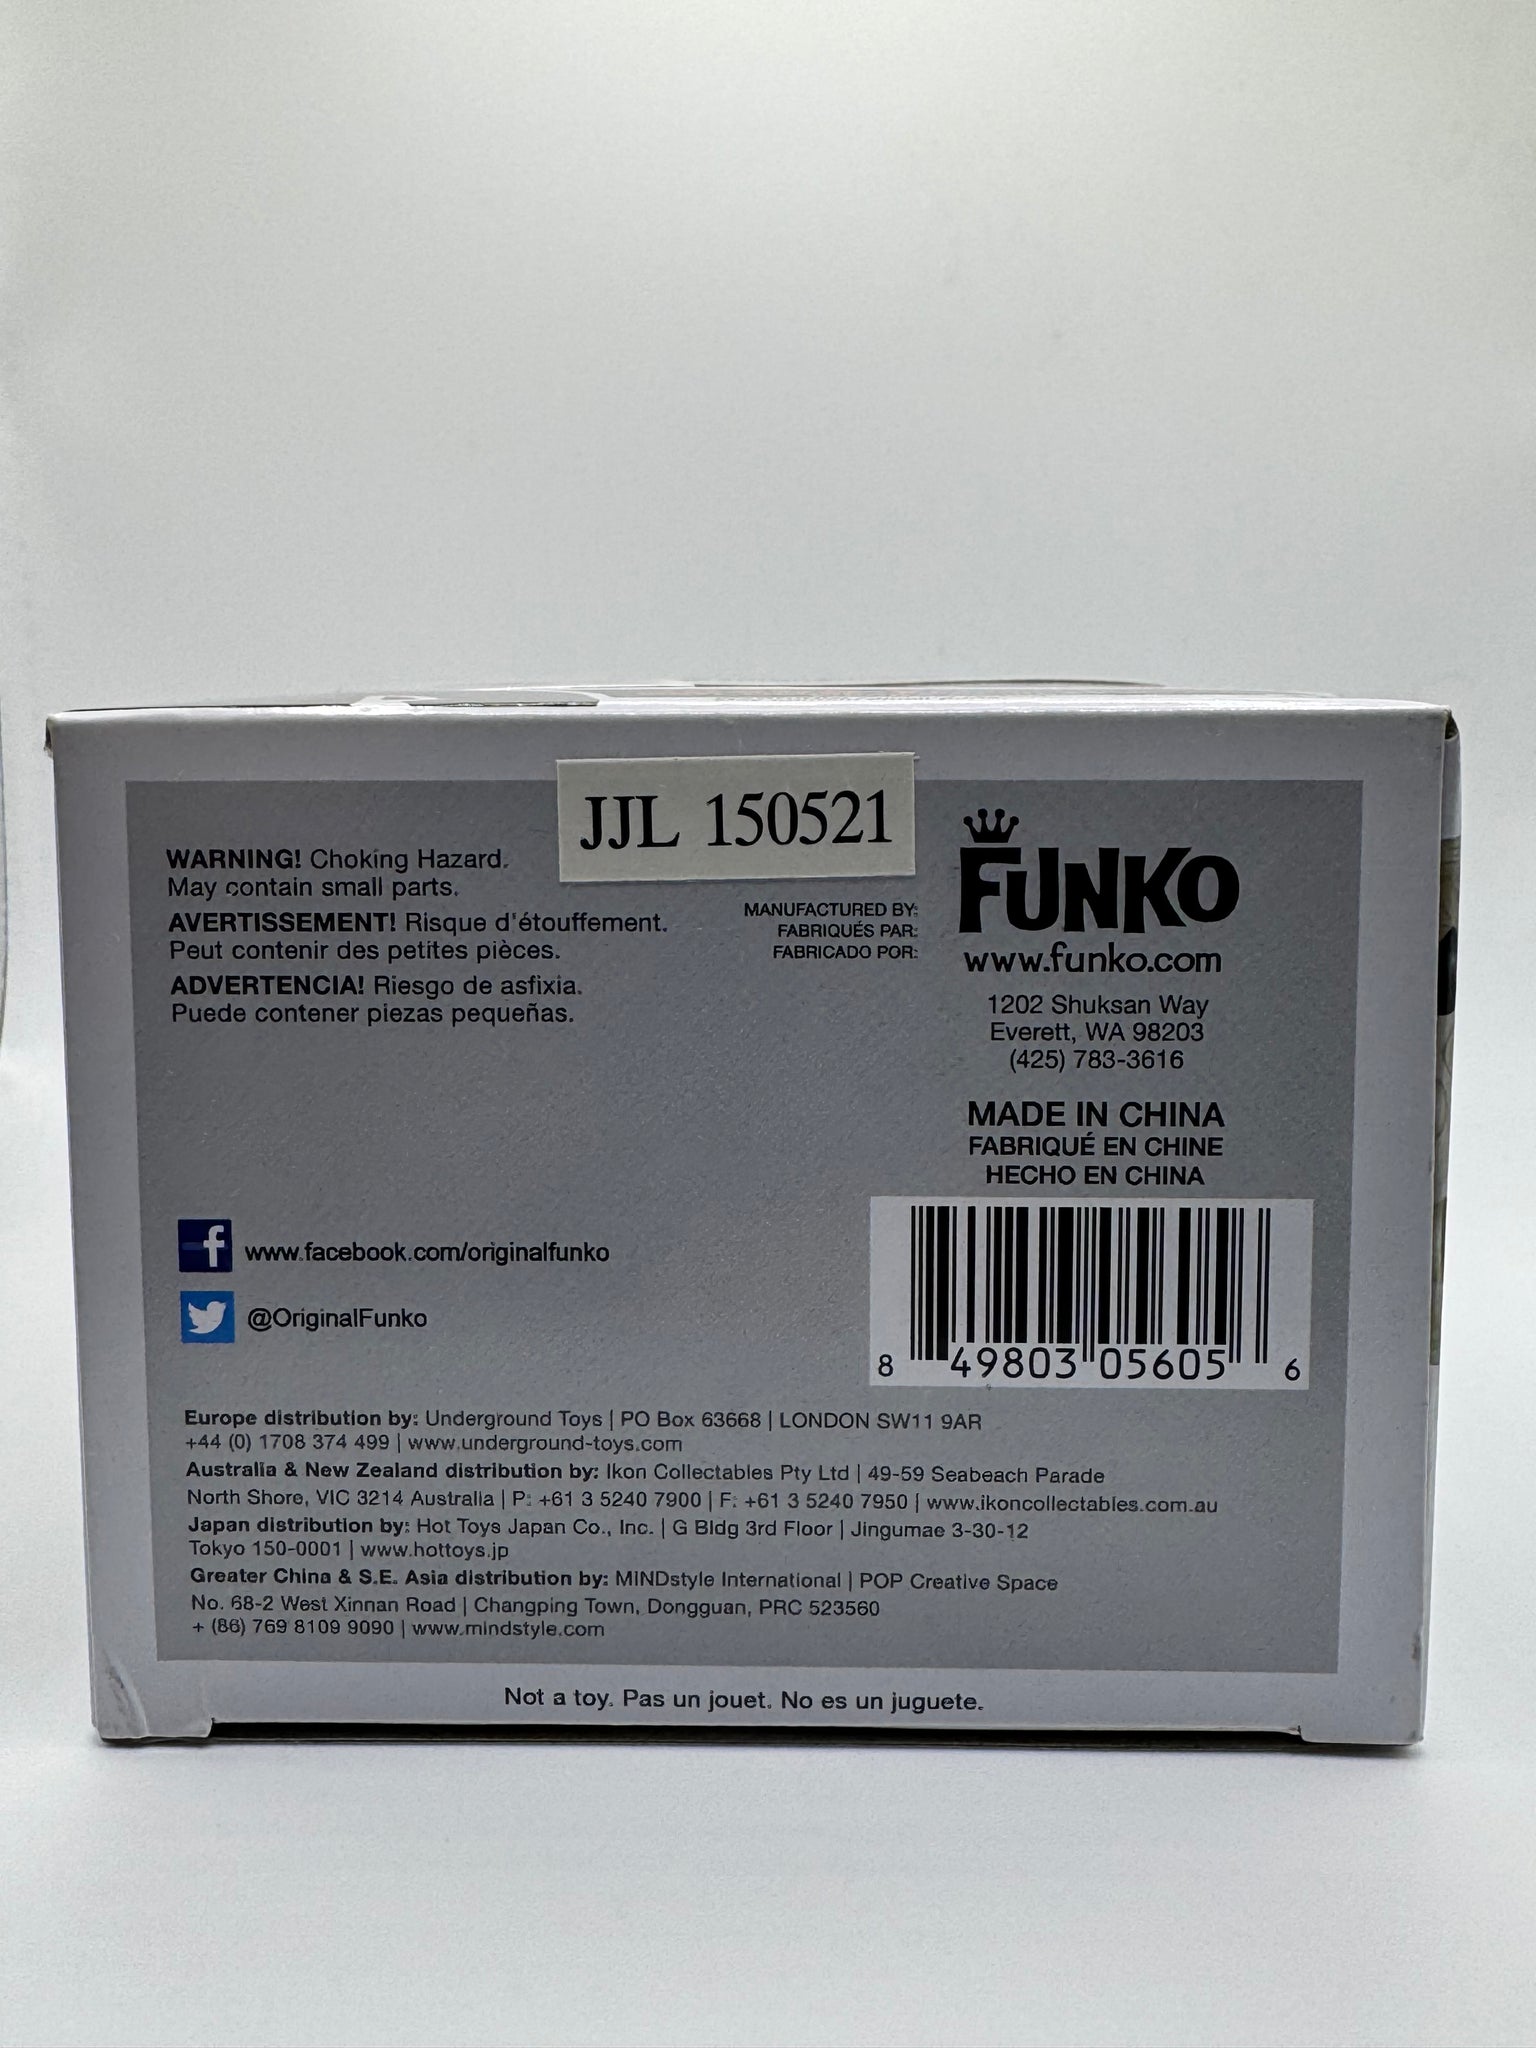 JJL 150521
WARNING! Choking Hazard.
May contain small parts.
AVERTISSEMENT! Risque d'étouffement.
Peut contenir des petites pièces.
ADVERTENCIA! Riesgo de asfixia.
Puede contener piezas pequeñas.
MANUFACTURED BY:
FABRIQUÉS PAR:
FABRICADO POR:
FUNKO
www.funko.com
1202 Shuksan Way
Everett, WA 98203
(425) 783-3616
MADE IN CHINA
FABRIQUÉ EN CHINE
HECHO EN CHINA
f www.facebook.com/originalfunko
@OriginalFunko
8 49803 05605 6
Europe distribution by: Underground Toys | PO Box 63668 | LONDON SW11 9AR
+44 (0) 1708 374 499 | www.underground-toys.com
Australia & New Zealand distribution by: Ikon Collectables Pty Ltd | 49-59 Seabeach Parade
North Shore, VIC 3214 Australia | P: +61 3 5240 7900 | F: +61 3 5240 7950 | www.ikoncollectables.com.au
Japan distribution by: Hot Toys Japan Co., Inc. | G Bldg 3rd Floor | Jingumae 3-30-12
Tokyo 150-0001 | www.hottoys.jp
Greater China & S.E. Asia distribution by: MINDstyle International | POP Creative Space
No. 68-2 West Xinnan Road | Changping Town, Dongguan, PRC 523560
+ (86) 769 8109 9090 | www.mindstyle.com
Not a toy. Pas un jouet. No es un juguete.